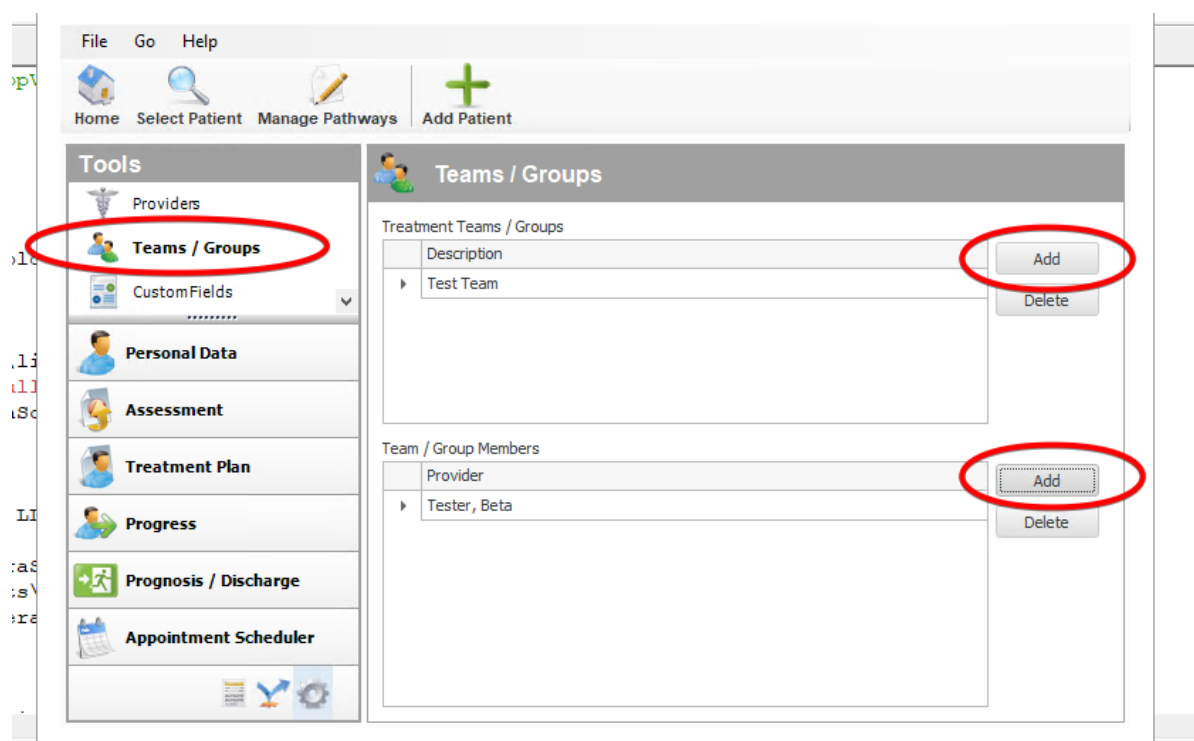 File Go Help
Home Select Patient Manage Pathways Add Patient
Tools
Providers
Teams / Groups
Custom Fields
Personal Data
Assessment
Treatment Plan
Progress
Prognosis / Discharge
Appointment Scheduler
Teams / Groups
Treatment Teams / Groups
Description
Test Team
Add
Delete
Team / Group Members
Provider
Tester, Beta
Add
Delete